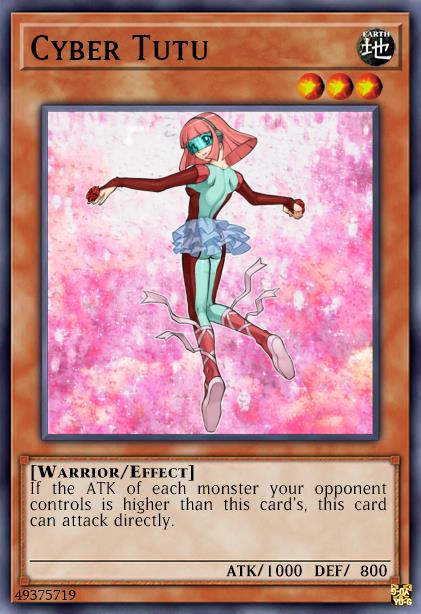 CYBER TUTU
EARTH
地
[WARRIOR/EFFECT]
If the ATK of each monster your opponent
controls is higher than this card's, this card
can attack directly.
ATK/1000 DEF/ 800
49375719